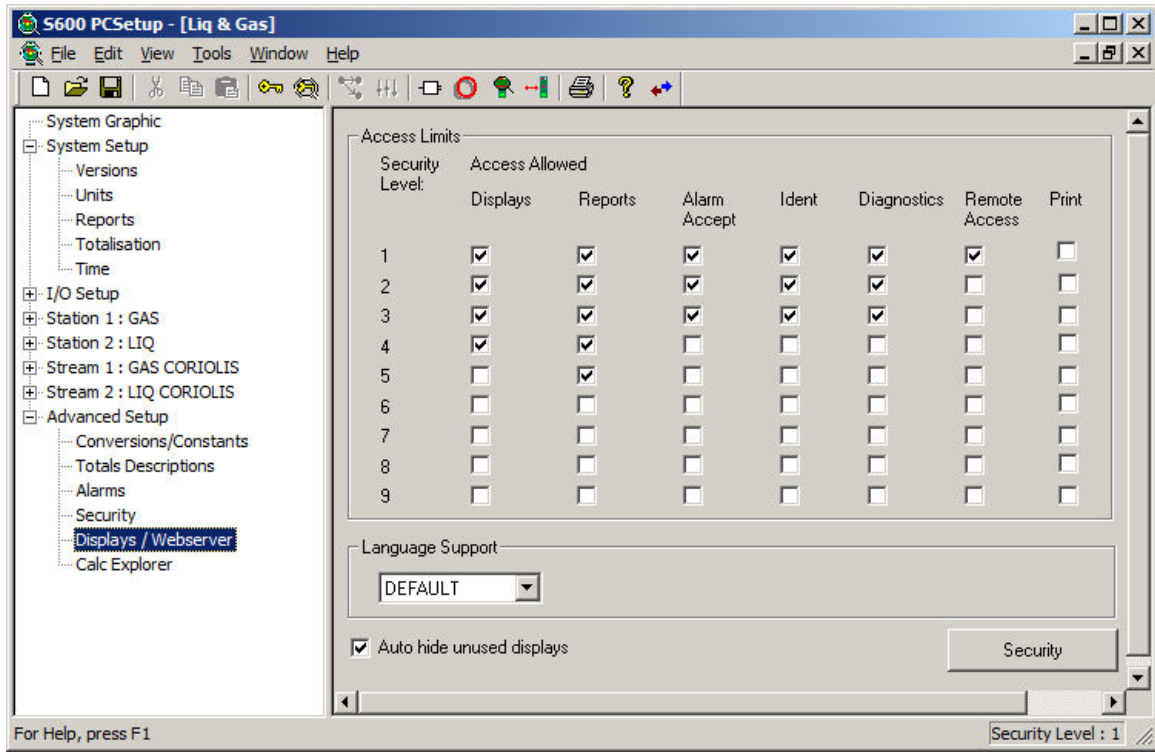 S600 PCSetup - [Liq & Gas]
File Edit View Tools Window Help
System Graphic
System Setup
Versions
Units
Reports
Totalisation
Time
I/O Setup
Station 1 : GAS
Station 2 : LIQ
Stream 1 : GAS CORIOLIS
Stream 2 : LIQ CORIOLIS
Advanced Setup
Conversions/Constants
Totals Descriptions
Alarms
Security
Displays / Webserver
Calc Explorer
Access Limits
Security Level:
Access Allowed
Displays Reports Alarm Accept Ident Diagnostics Remote Access Print
1
2
3
4
5
6
7
8
9
Language Support
DEFAULT
Auto hide unused displays
Security
For Help, press F1
Security Level : 1